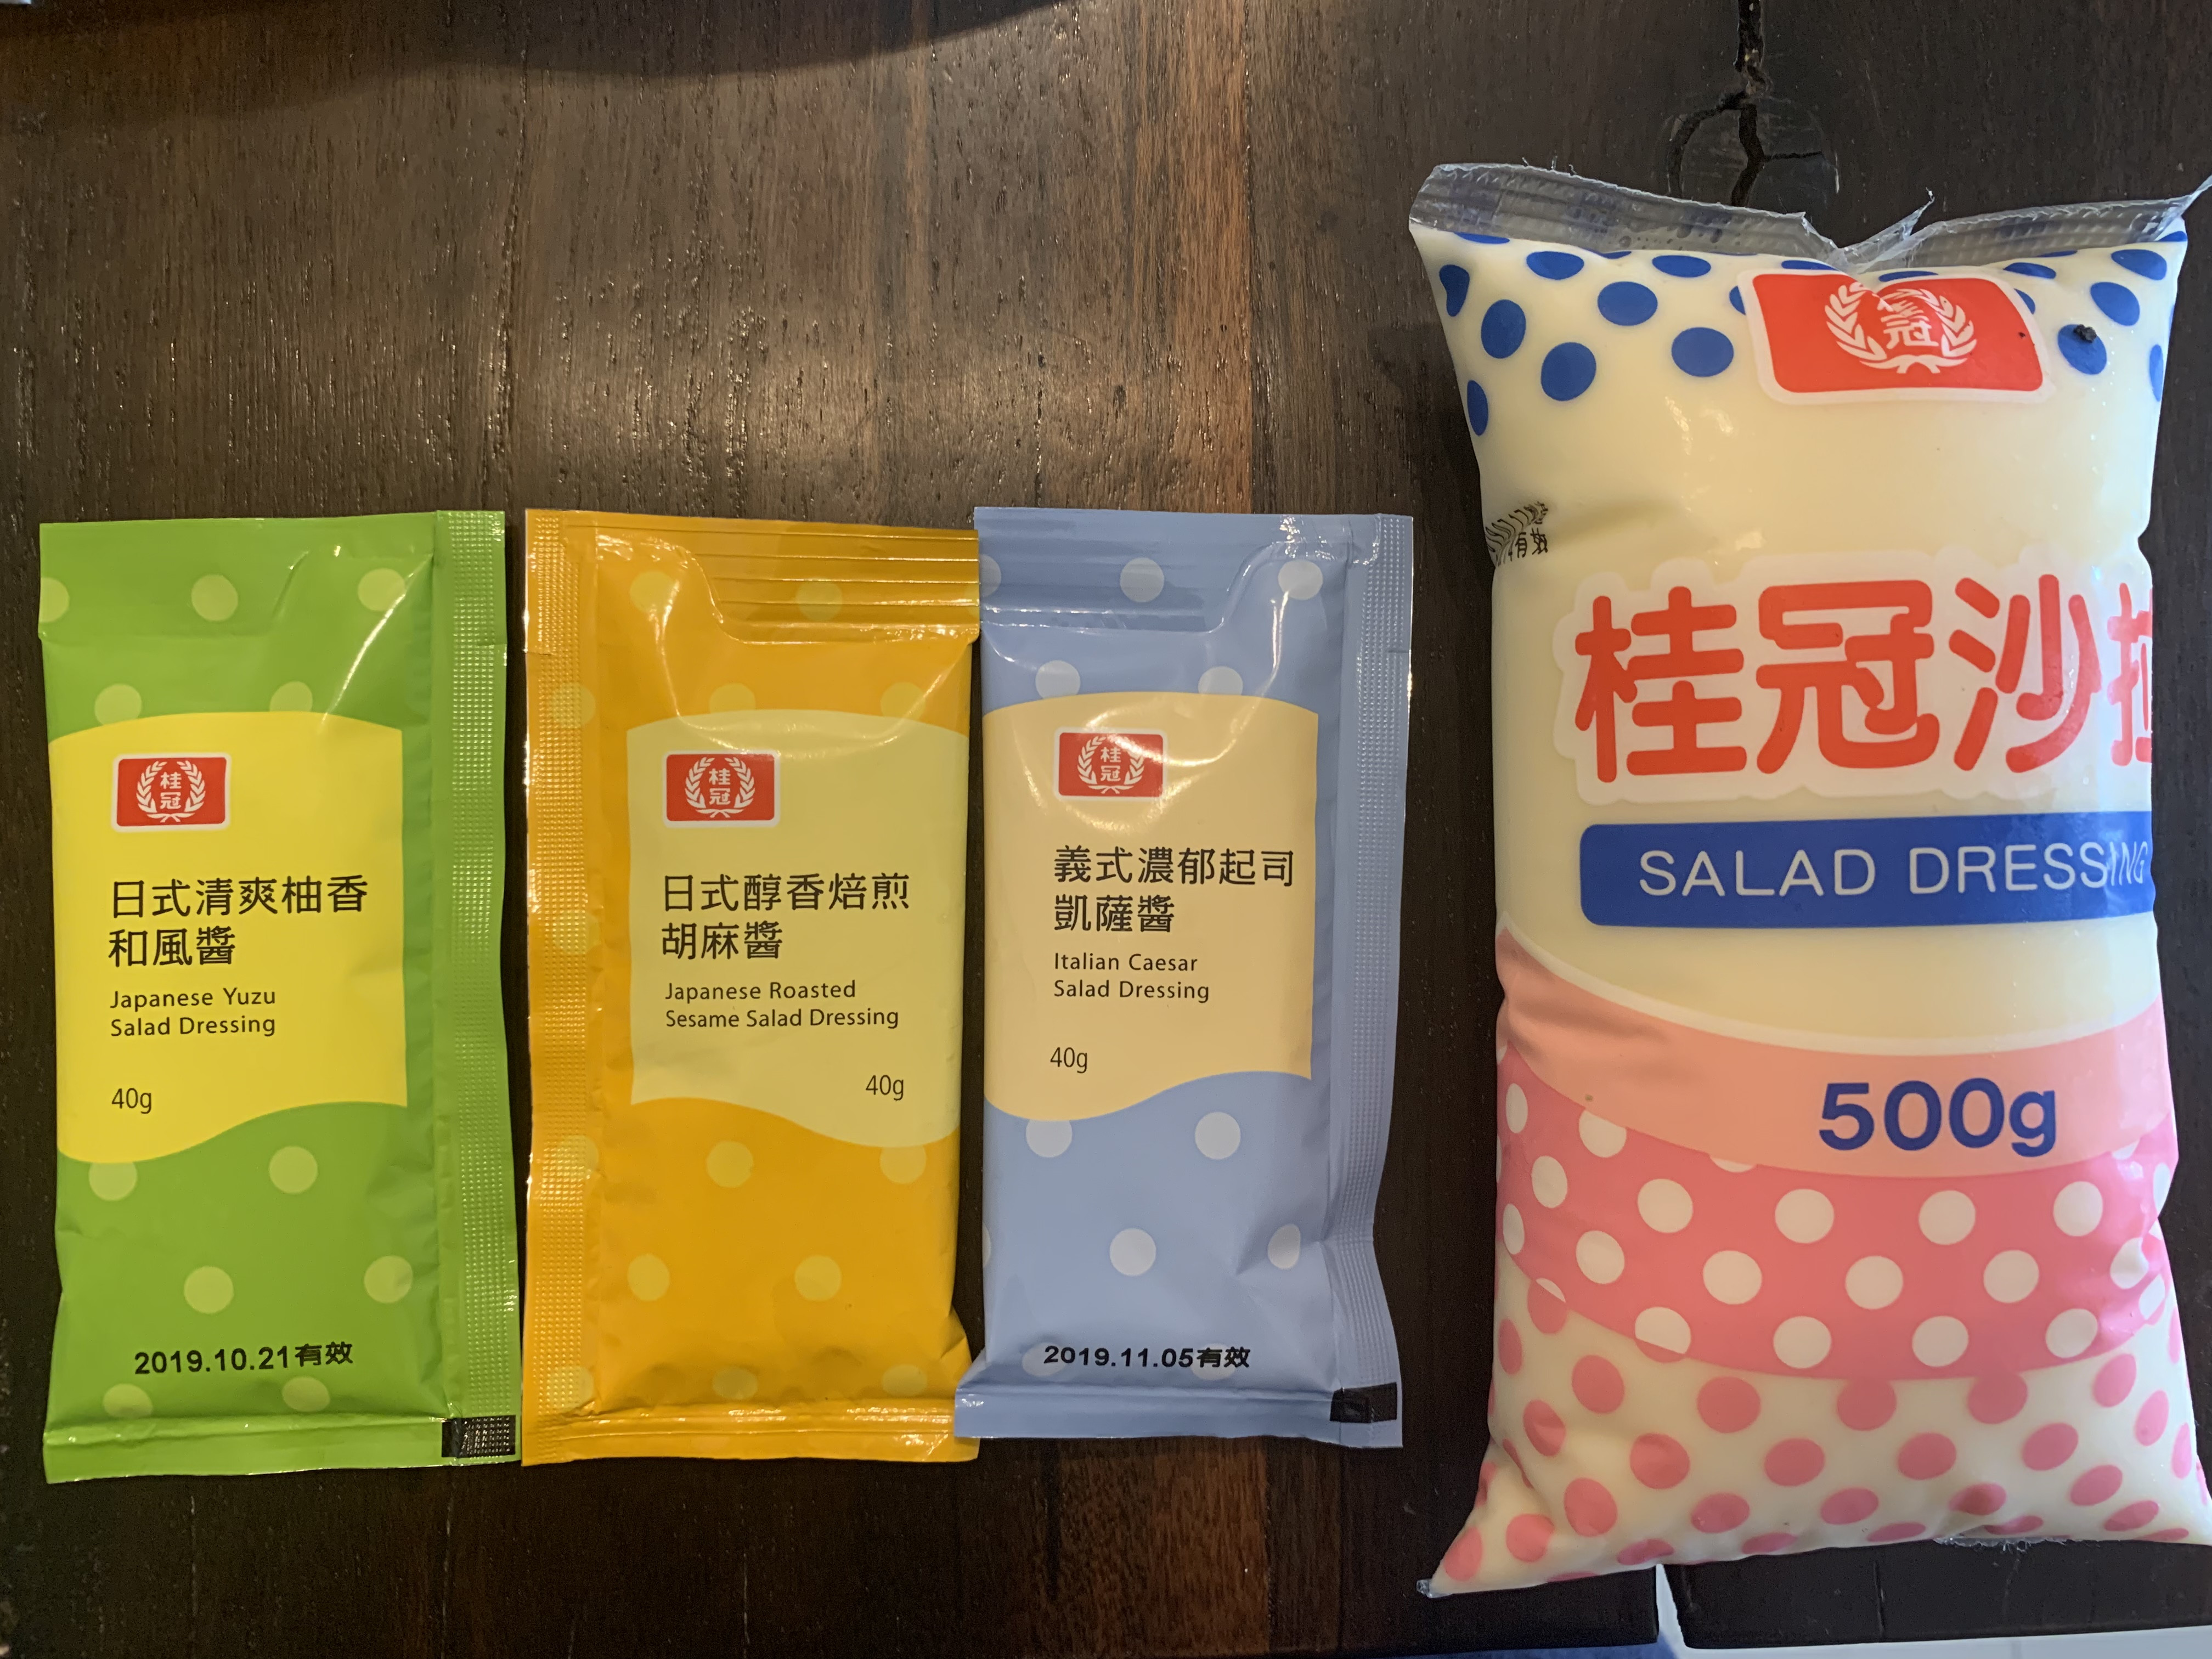 桂冠
日式清爽柚香
和風醬
Japanese Yuzu
Salad Dressing
40g
2019.10.21有效
桂冠
日式醇香焙煎
胡麻醬
Japanese Roasted
Sesame Salad Dressing
40g
桂冠
義式濃郁起司
凱薩醬
Italian Caesar
Salad Dressing
40g
2019.11.05有效
桂冠
有效
桂冠沙拉
SALAD DRESSING
500g